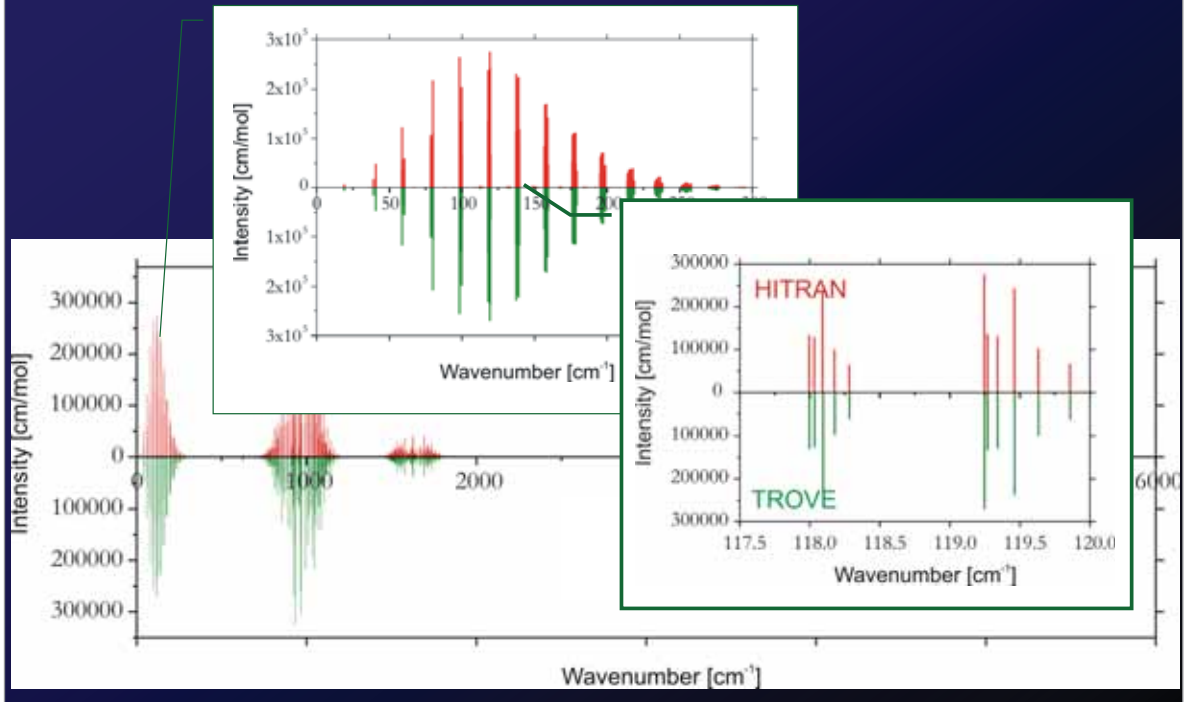 3x10⁵
2x10⁵
1x10⁵
0
1x10⁵
2x10⁵
3x10⁵
0 50 100 150 200
Intensity [cm/mol]
Wavenumber [cm⁻¹]
300000
200000
100000
0
100000
200000
300000
117.5 118.0 118.5 119.0 119.5 120.0
HITRAN
TROVE
Intensity [cm/mol]
Wavenumber [cm⁻¹]
300000
200000
100000
0
100000
200000
300000
0 1000 2000 6000
Intensity [cm/mol]
Wavenumber [cm⁻¹]